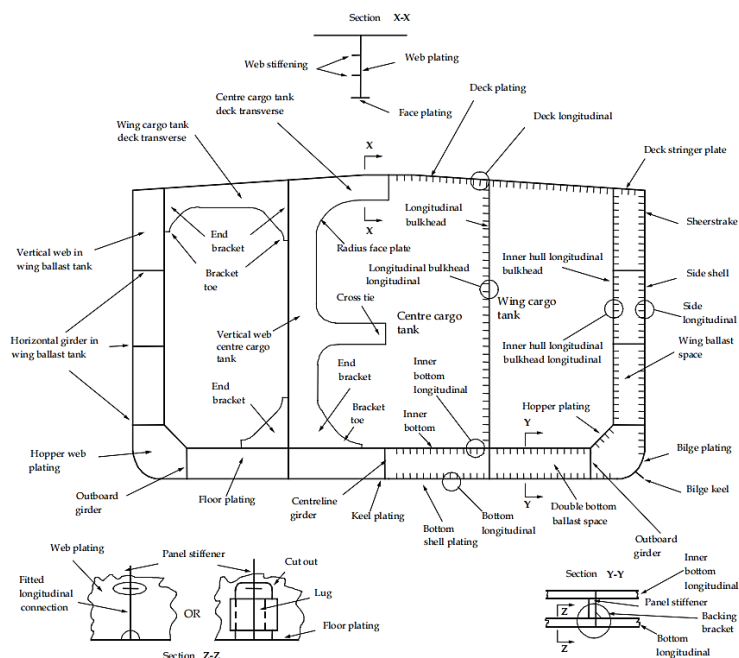 Section X-X
Web stiffening
Web plating
Face plating
Centre cargo tank
deck transverse
Wing cargo tank
deck transverse
Deck plating
Deck longitudinal
Deck stringer plate
X
X
Sheerstrake
Vertical web in
wing ballast tank
End
bracket
Bracket
toe
Radius face plate
Longitudinal
bulkhead
Longitudinal bulkhead
longitudinal
Inner hull longitudinal
bulkhead
Side shell
Side
longitudinal
Cross tie
Centre cargo
tank
Wing cargo
tank
Horizontal girder in
wing ballast tank
Vertical web
centre cargo
tank
Inner hull longitudinal
bulkhead longitudinal
Wing ballast
space
End
bracket
End
bracket
Bracket
toe
Inner
bottom
longitudinal
Inner
bottom
Hopper plating
Y
Y
Hopper web
plating
Outboard
girder
Floor plating
Centreline
girder
Keel plating
Bottom
shell plating
Bottom
longitudinal
Double bottom
ballast space
Bilge plating
Bilge keel
Outboard
girder
Web plating
Panel stiffener
Cut out
Fitted
longitudinal
connection
OR
Lug
Floor plating
Section Z-Z
Section Y-Y
Inner
bottom
longitudinal
Panel stiffener
Z
Z
Backing
bracket
Bottom
longitudinal